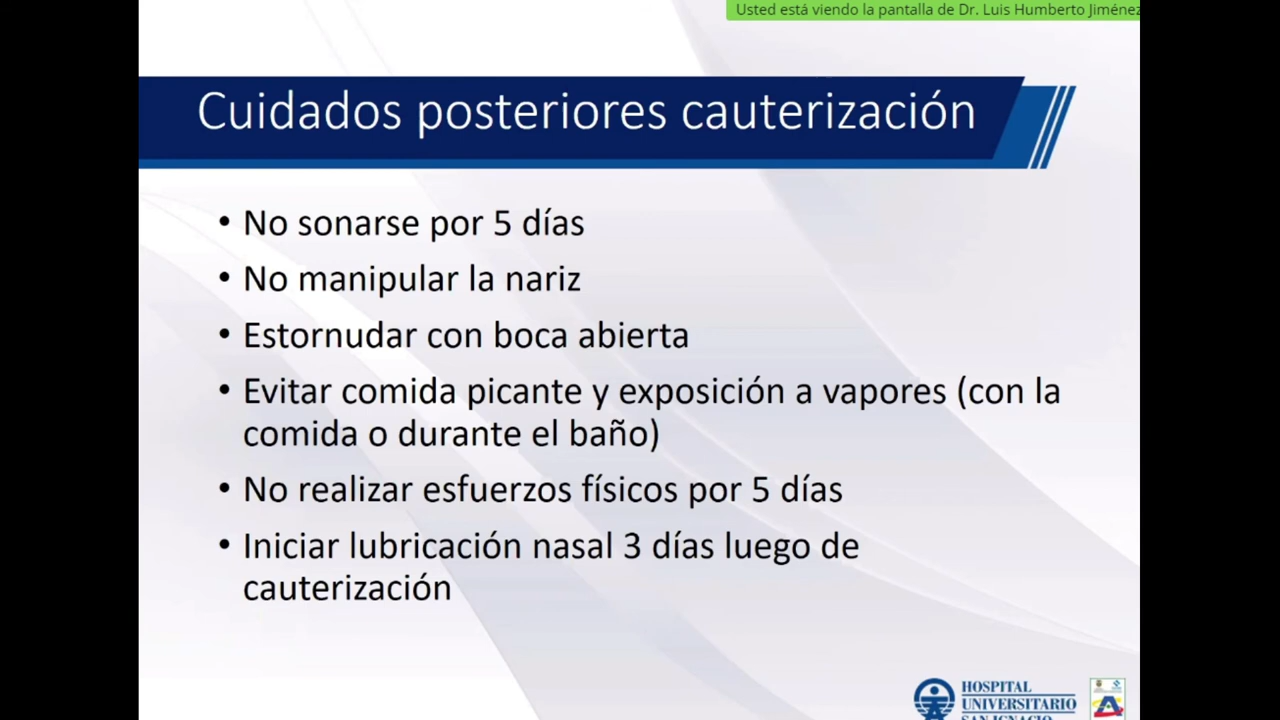 Usted está viendo la pantalla de Dr. Luis Humberto Jiménez
Cuidados posteriores cauterización
• No sonarse por 5 días
• No manipular la nariz
• Estornudar con boca abierta
• Evitar comida picante y exposición a vapores (con la
comida o durante el baño)
• No realizar esfuerzos físicos por 5 días
• Iniciar lubricación nasal 3 días luego de
cauterización
HOSPITAL
UNIVERSITARIO
SAN IGNACIO